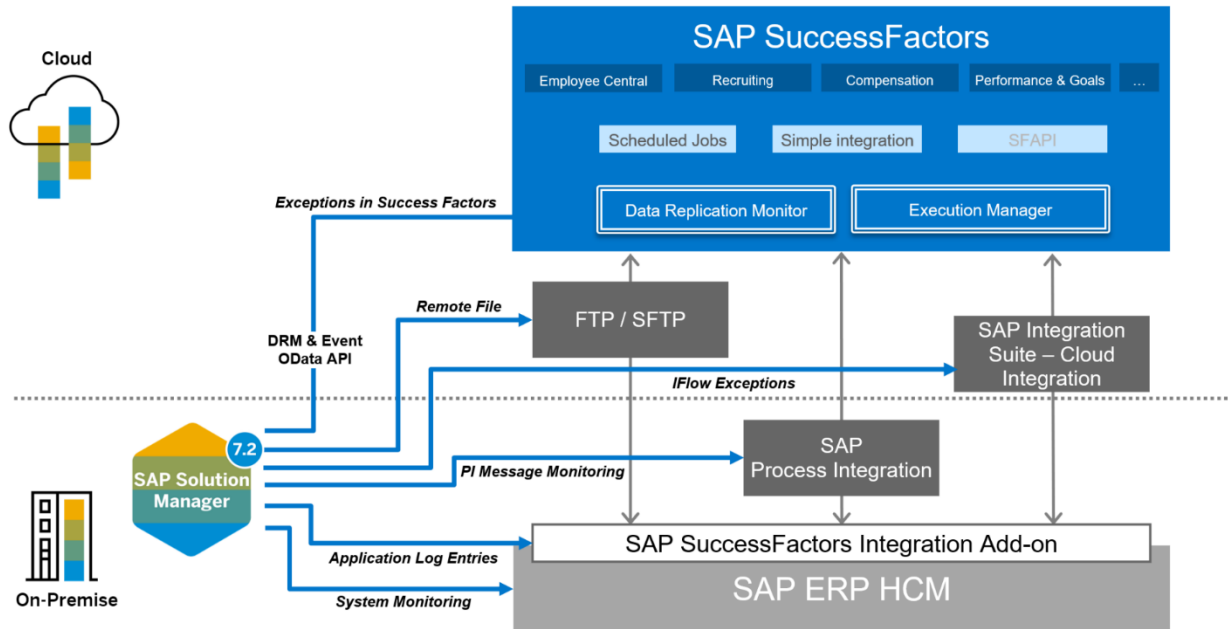 SAP SuccessFactors
Cloud
Employee Central
Recruiting
Compensation
Performance & Goals
...
Scheduled Jobs
Simple integration
SFAPI
Exceptions in Success Factors
Data Replication Monitor
Execution Manager
Remote File
FTP / SFTP
SAP Integration
Suite – Cloud
Integration
DRM & Event
OData API
IFlow Exceptions
7.2
SAP Solution
Manager
PI Message Monitoring
SAP
Process Integration
Application Log Entries
SAP SuccessFactors Integration Add-on
On-Premise
System Monitoring
SAP ERP HCM